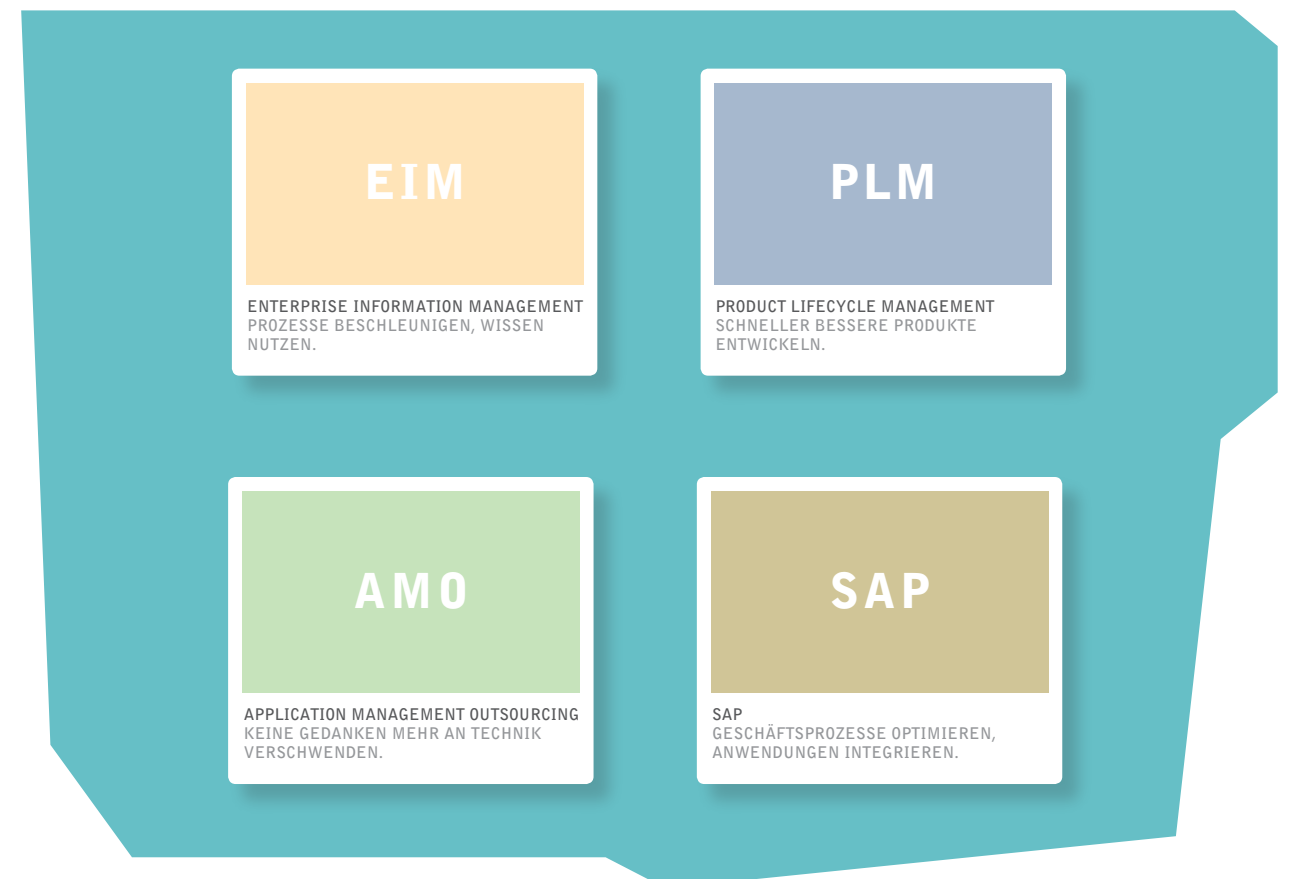 EIM
ENTERPRISE INFORMATION MANAGEMENT
PROZESSE BESCHLEUNIGEN, WISSEN
NUTZEN.
PLM
PRODUCT LIFECYCLE MANAGEMENT
SCHNELLER BESSERE PRODUKTE
ENTWICKELN.
AMO
APPLICATION MANAGEMENT OUTSOURCING
KEINE GEDANKEN MEHR AN TECHNIK
VERSCHWENDEN.
SAP
SAP
GESCHÄFTSPROZESSE OPTIMIEREN,
ANWENDUNGEN INTEGRIEREN.